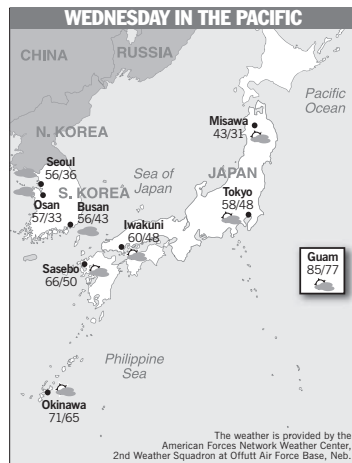 WEDNESDAY IN THE PACIFIC
CHINA
RUSSIA
Pacific
Ocean
Misawa
43/31
N. KOREA
Seoul
56/36
Sea of
Japan
JAPAN
S. KOREA
Osan
57/33
Busan
56/43
Tokyo
58/48
Iwakuni
60/48
Sasebo
66/50
Guam
85/77
Philippine
Sea
Okinawa
71/65
The weather is provided by the
American Forces Network Weather Center,
2nd Weather Squadron at Offutt Air Force Base, Neb.